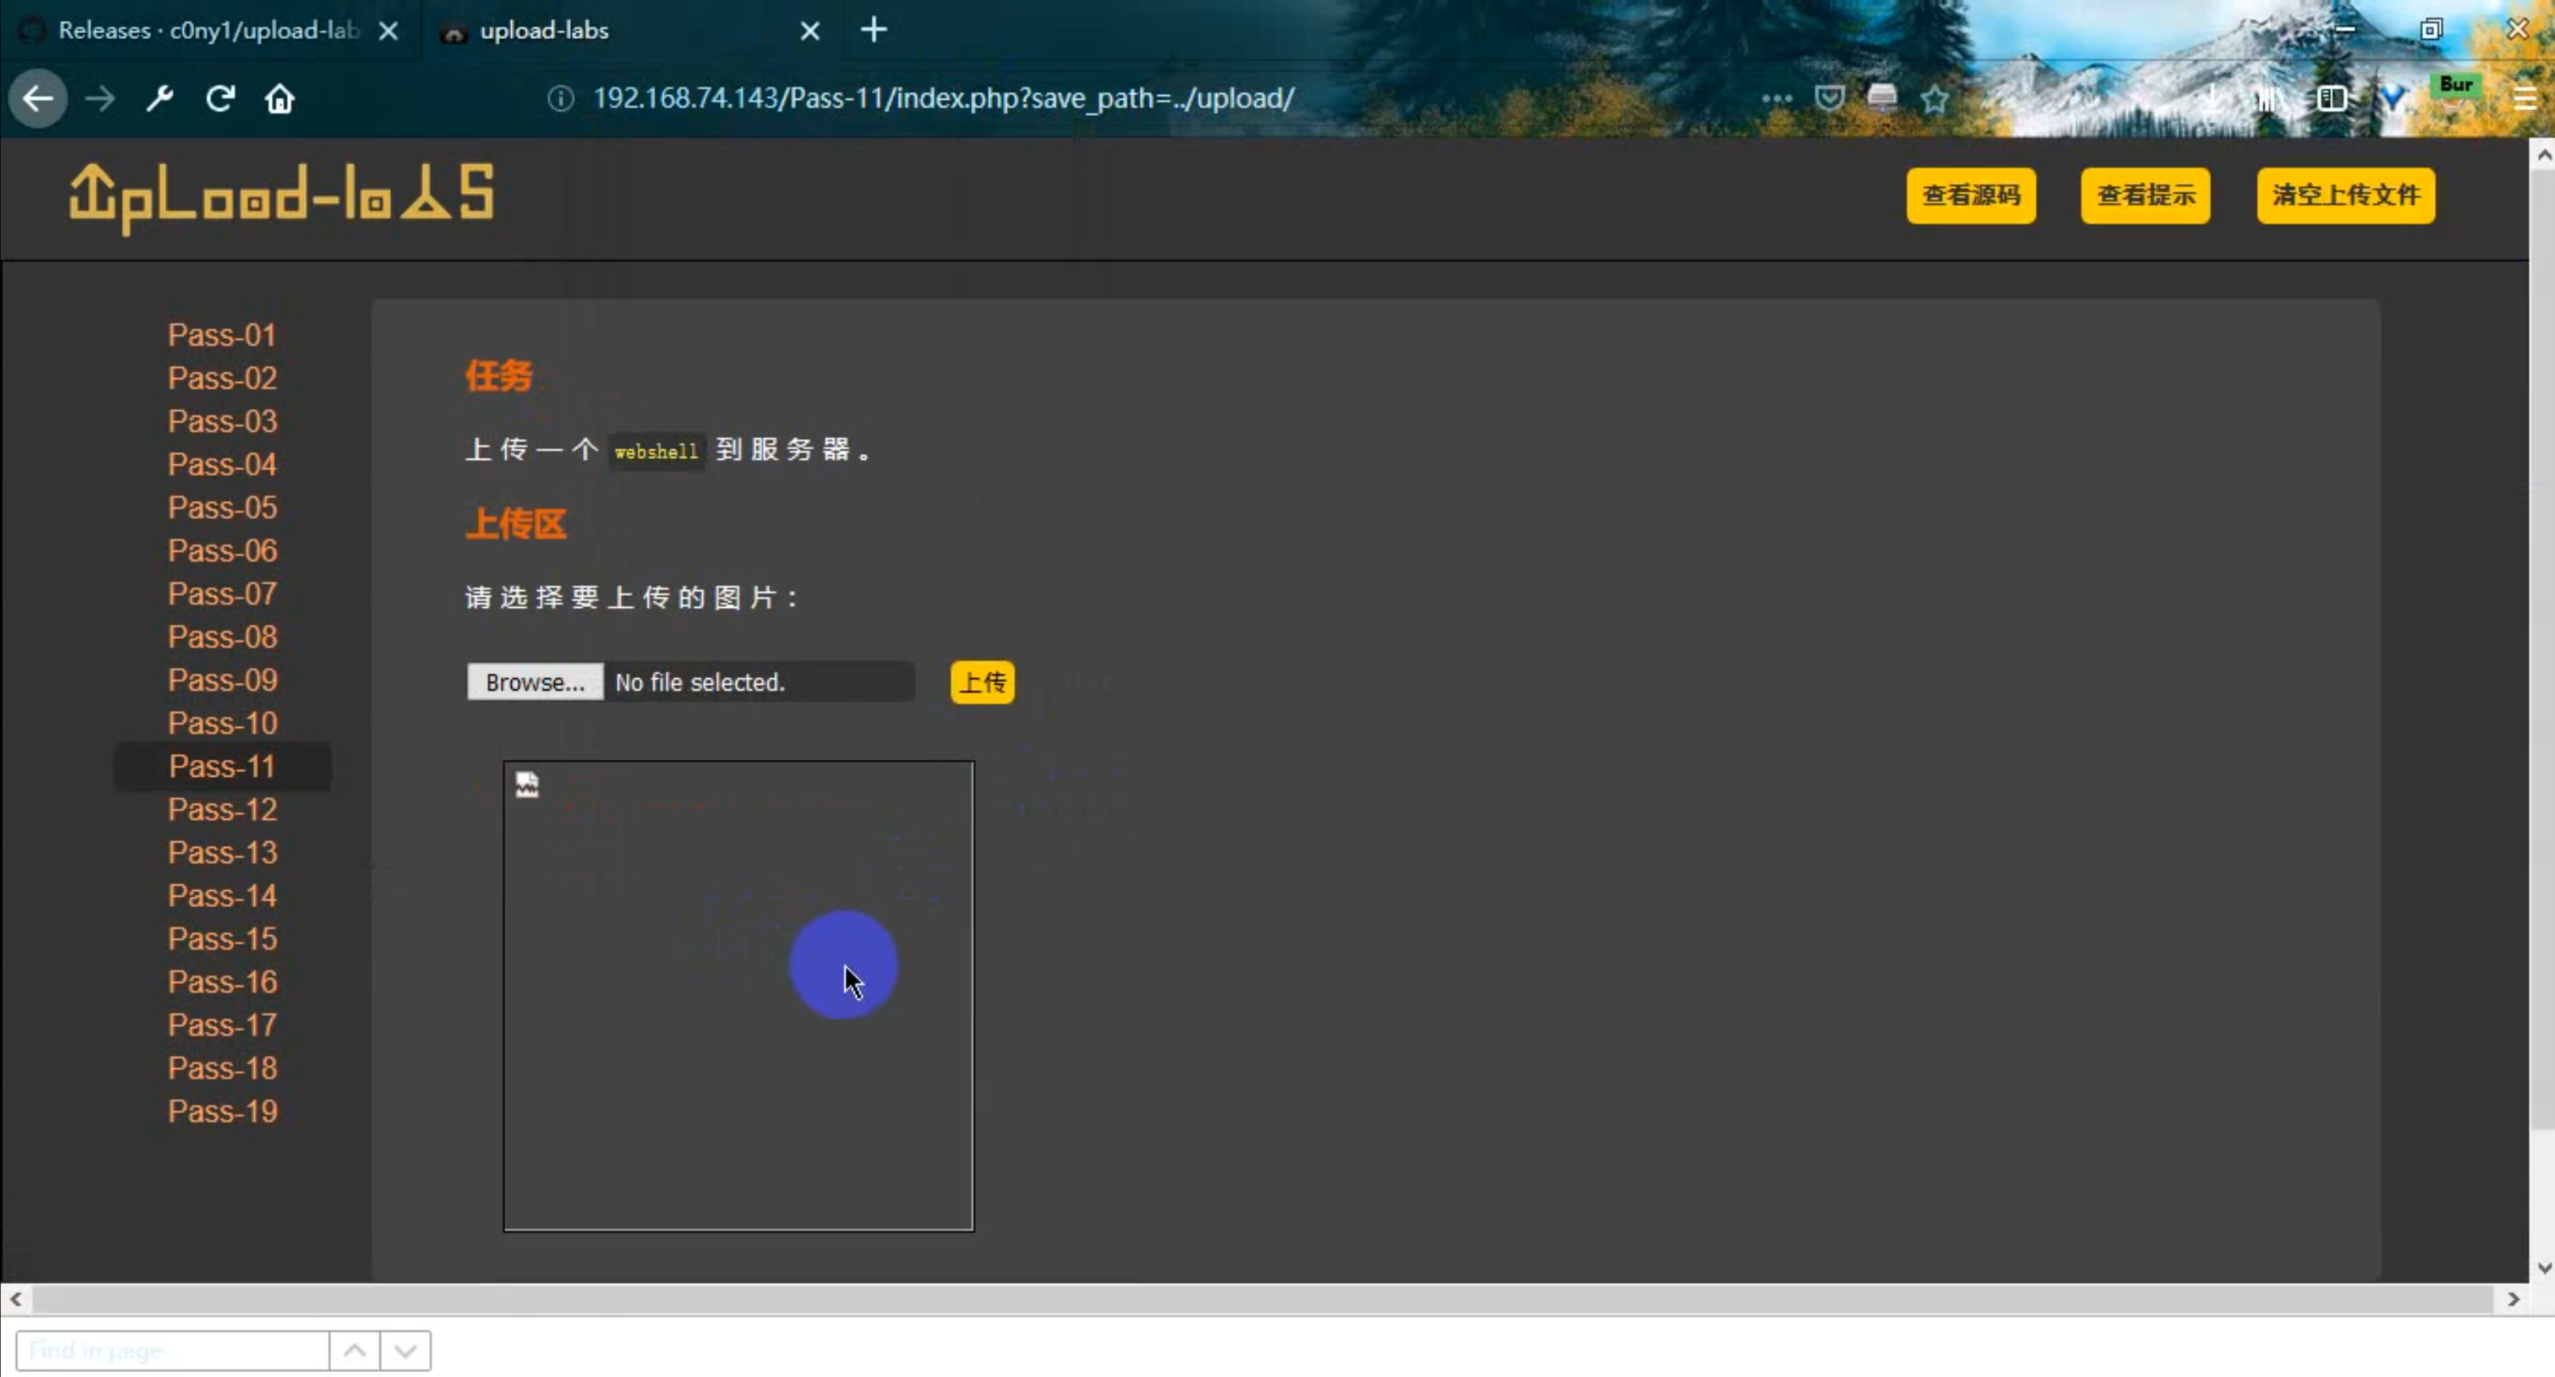 Releases · c0ny1/upload-lab
upload-labs
192.168.74.143/Pass-11/index.php?save_path=../upload/
Bur
UpLoad-labs
查看源码
查看提示
清空上传文件
Pass-01
Pass-02
Pass-03
Pass-04
Pass-05
Pass-06
Pass-07
Pass-08
Pass-09
Pass-10
Pass-11
Pass-12
Pass-13
Pass-14
Pass-15
Pass-16
Pass-17
Pass-18
Pass-19
任务
上传一个 webshell 到服务器。
上传区
请选择要上传的图片：
Browse... No file selected. 上传
Find in page